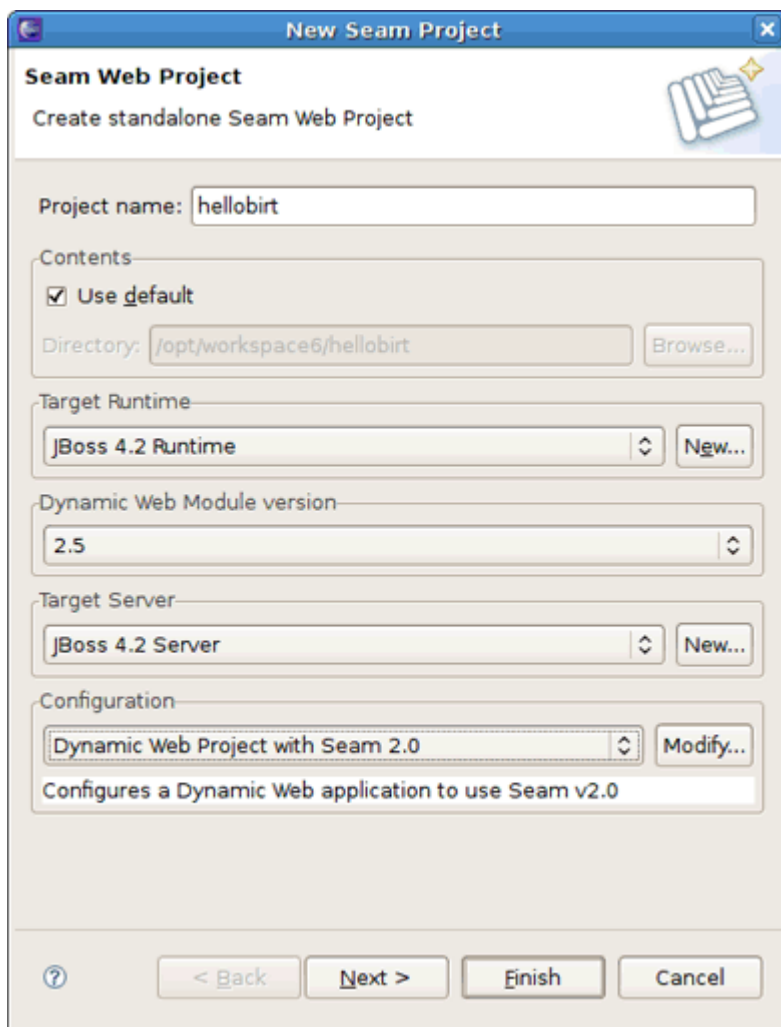 New Seam Project
Seam Web Project
Create standalone Seam Web Project
Project name: hellobirt
Contents
Use default
Directory: /opt/workspace6/hellobirt Browse...
Target Runtime
JBoss 4.2 Runtime New...
Dynamic Web Module version
2.5
Target Server
JBoss 4.2 Server New...
Configuration
Dynamic Web Project with Seam 2.0 Modify...
Configures a Dynamic Web application to use Seam v2.0
? < Back Next > Finish Cancel